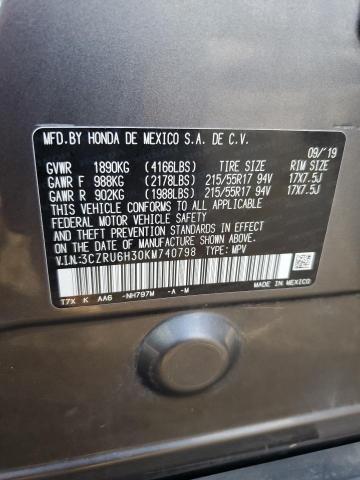 MFD.BY HONDA DE MEXICO S.A. DE C.V.
09/'19
GVWR 1890KG (4166LBS) TIRE SIZE RIM SIZE
GAWR F 988KG (2178LBS) 215/55R17 94V 17X7.5J
GAWR R 902KG (1988LBS) 215/55R17 94V 17X7.5J
THIS VEHICLE CONFORMS TO ALL APPLICABLE
FEDERAL MOTOR VEHICLE SAFETY STANDARDS IN
EFFECT ON THE DATE OF MANUFACTURE SHOWN ABOVE.
V.I.N.:3CZRU6H30KM740798 TYPE: MPV
T7X K AA6 -NH797M -A -M
MADE IN MEXICO